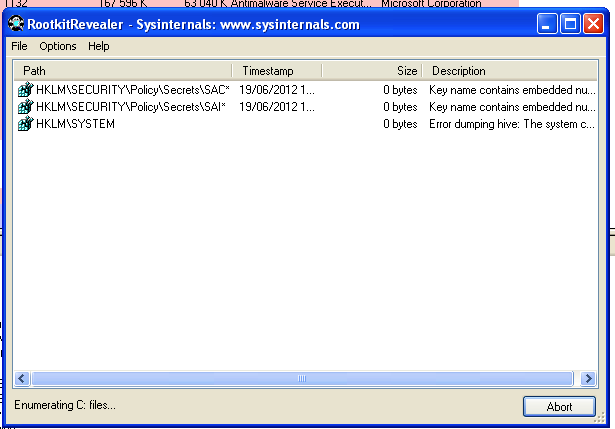 1132 167 596 K 63 040 K Antimalware Service Execut... Microsoft Corporation
RootkitRevealer - Sysinternals: www.sysinternals.com
File Options Help
Path Timestamp Size Description
HKLM\SECURITY\Policy\Secrets\SAC* 19/06/2012 1... 0 bytes Key name contains embedded nu...
HKLM\SECURITY\Policy\Secrets\SAI* 19/06/2012 1... 0 bytes Key name contains embedded nu...
HKLM\SYSTEM 0 bytes Error dumping hive: The system c...
Enumerating C: files...
Abort